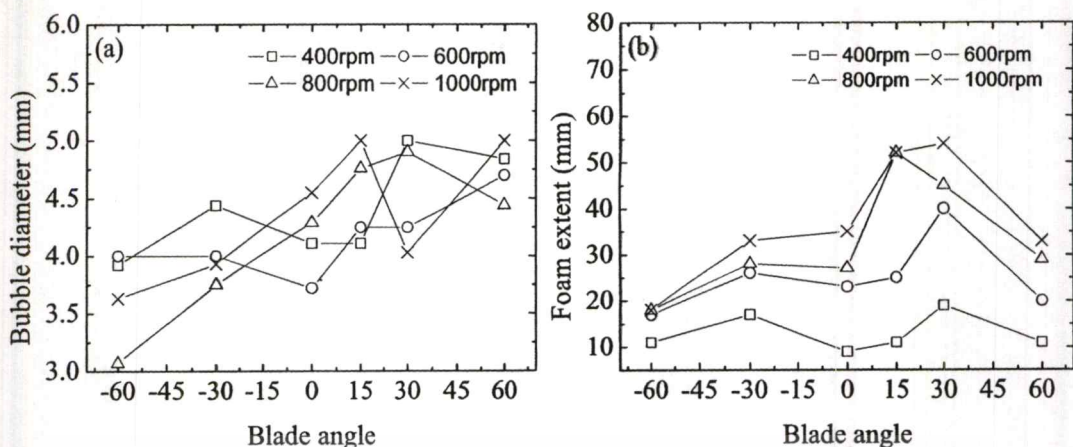 (a)
400rpm 600rpm
800rpm 1000rpm
6.0
5.5
5.0
4.5
4.0
3.5
3.0
Bubble diameter (mm)
-60 -45 -30 -15 0 15 30 45 60
Blade angle
(b)
400rpm 600rpm
800rpm 1000rpm
80
70
60
50
40
30
20
10
Foam extent (mm)
-60 -45 -30 -15 0 15 30 45 60
Blade angle